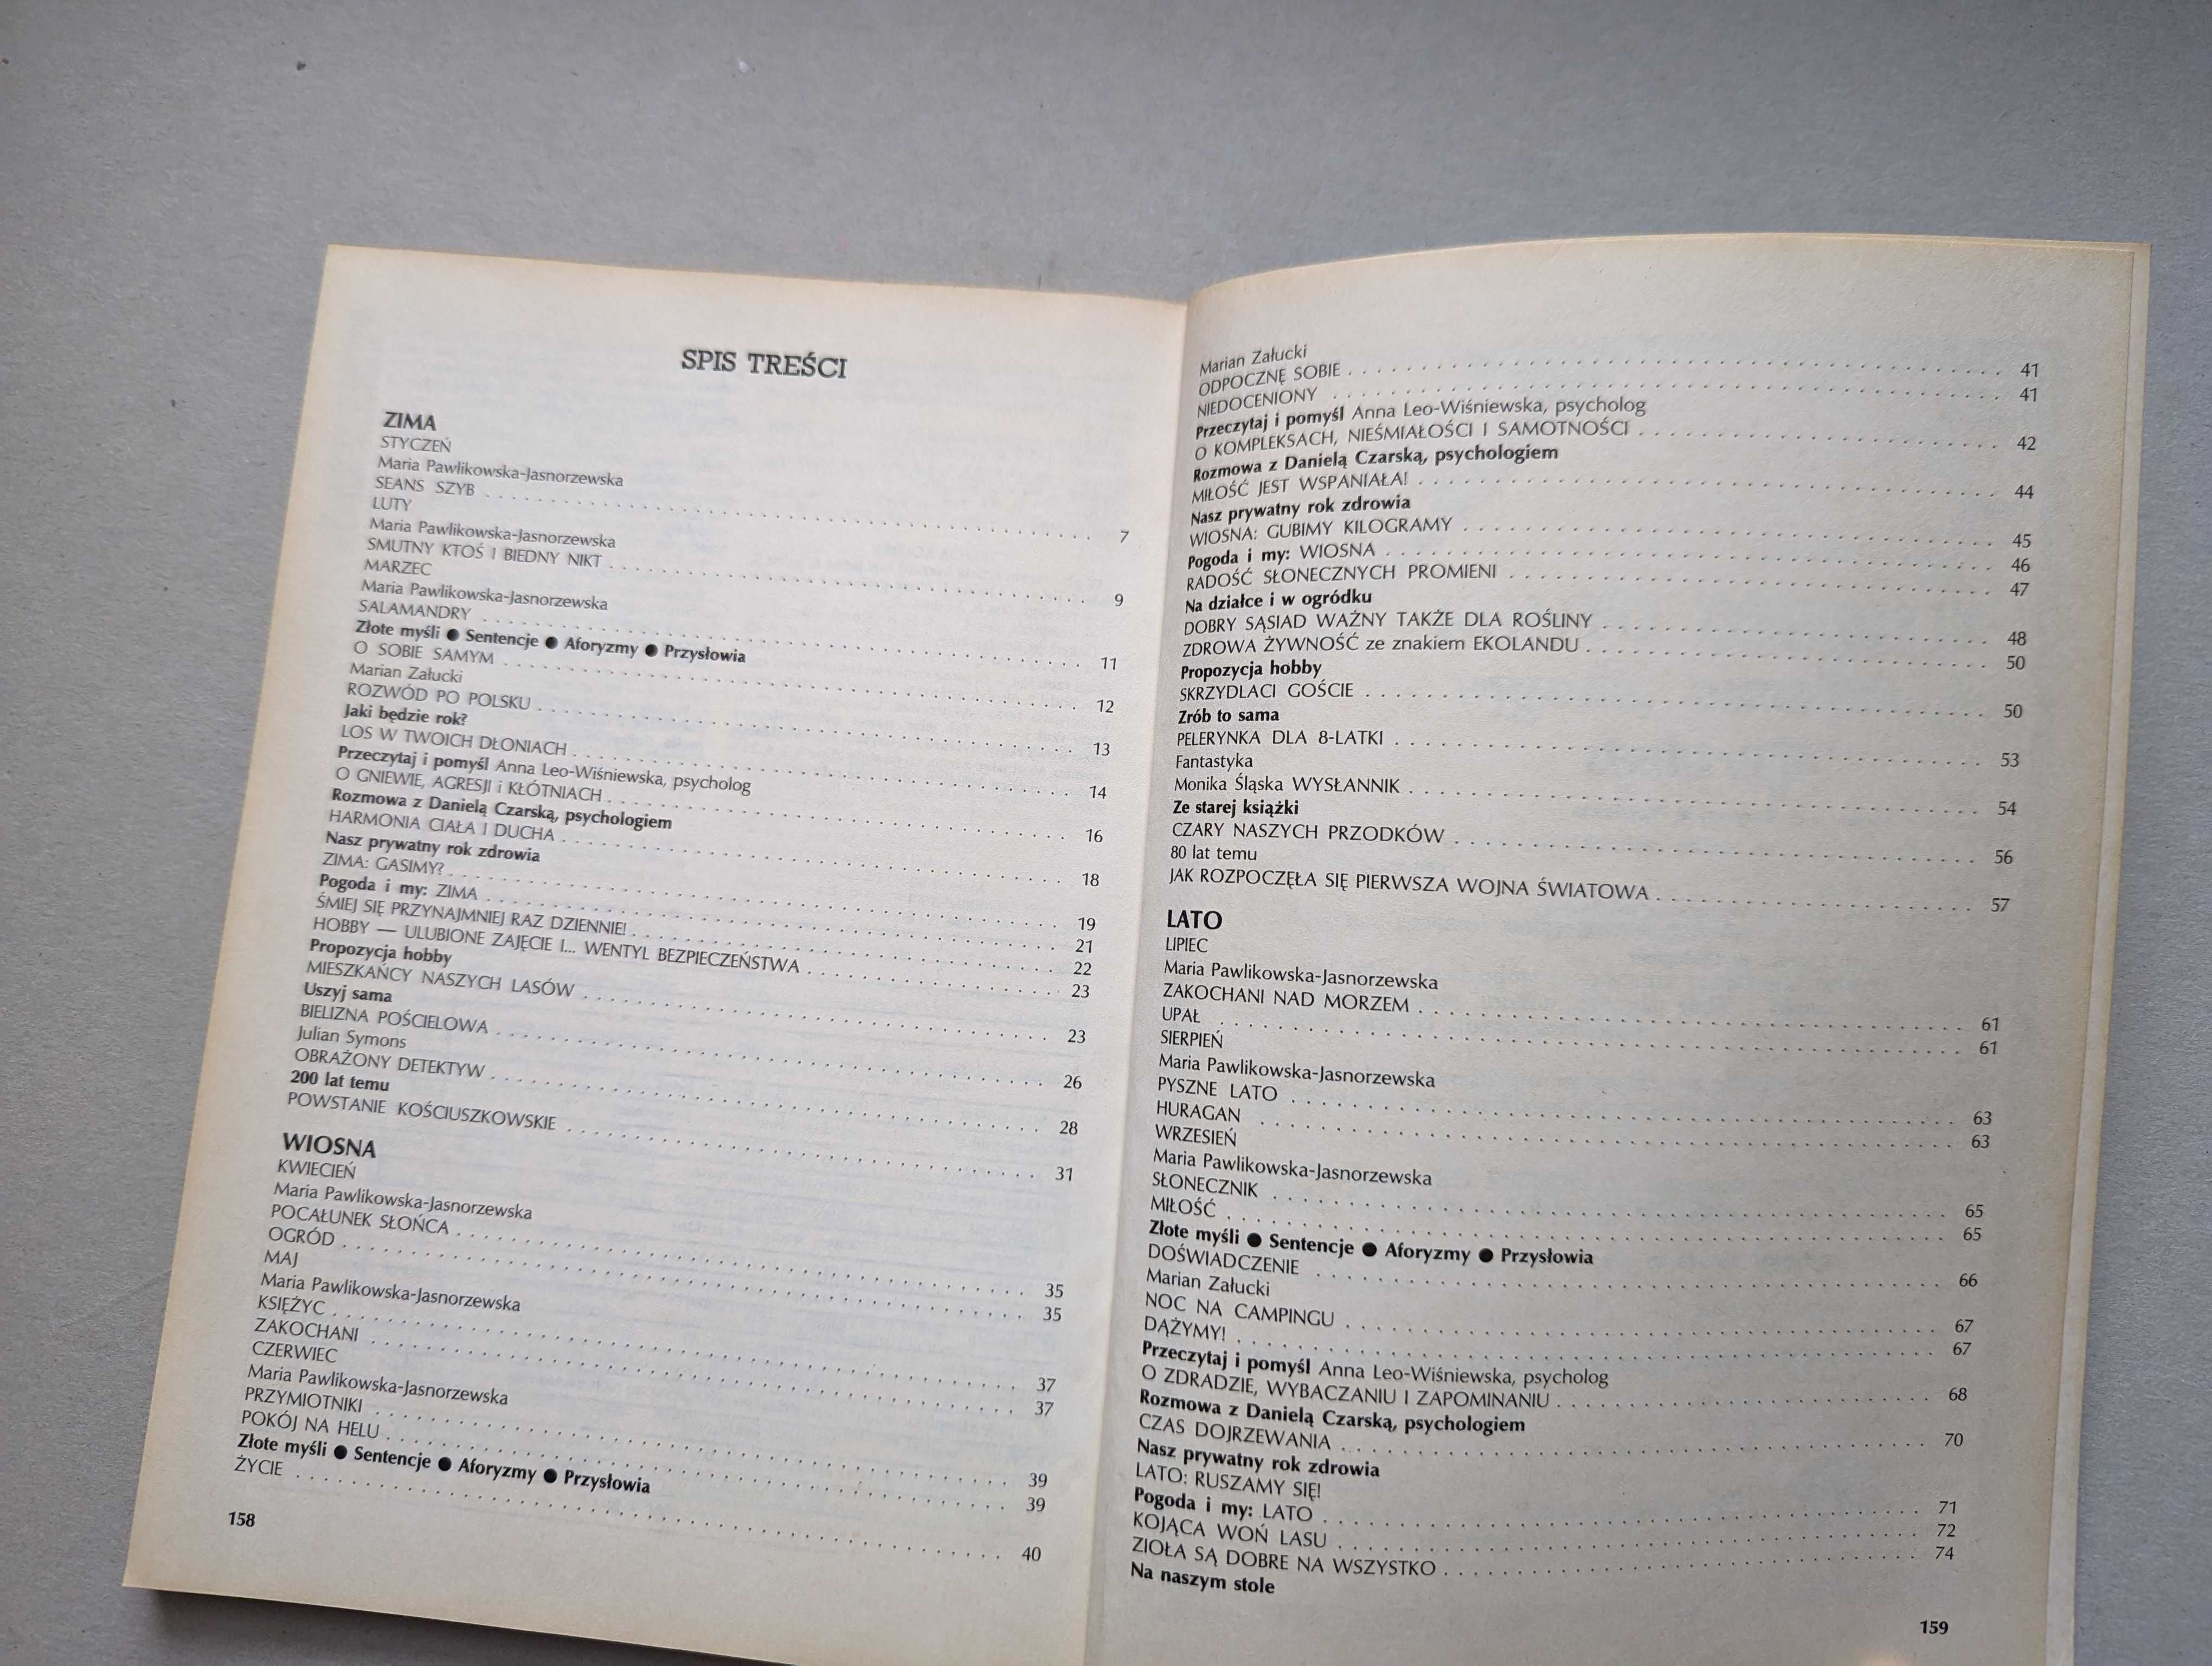 SPIS TREŚCI
ZIMA
STYCZEŃ
Maria Pawlikowska-Jasnorzewska
SEANS SZYB . . . . . . . . . . 7
LUTY
Maria Pawlikowska-Jasnorzewska
SMUTNY KTOŚ I BIEDNY NIKT . . . . . . . . . . 9
MARZEC
Maria Pawlikowska-Jasnorzewska
SALAMANDRY . . . . . . . . . . 11
Złote myśli ● Sentencje ● Aforyzmy ● Przysłowia
O SOBIE SAMYM . . . . . . . . . . 12
Marian Załucki
ROZWÓD PO POLSKU . . . . . . . . . . 13
Jaki będzie rok?
LOS W TWOICH DŁONIACH . . . . . . . . . . 14
Przeczytaj i pomyśl Anna Leo-Wiśniewska, psycholog
O GNIEWIE, AGRESJI i KŁÓTNIACH . . . . . . . . . . 16
Rozmowa z Danielą Czarską, psychologiem
HARMONIA CIAŁA I DUCHA . . . . . . . . . . 18
Nasz prywatny rok zdrowia
ZIMA: GASIMY? . . . . . . . . . . 19
Pogoda i my: ZIMA . . . . . . . . . . 21
ŚMIEJ SIĘ PRZYNAJMNIEJ RAZ DZIENNIE! . . . . . . . . . . 22
HOBBY — ULUBIONE ZAJĘCIE I... WENTYL BEZPIECZEŃSTWA . . . . . . . . . . 23
Propozycja hobby
MIESZKAŃCY NASZYCH LASÓW . . . . . . . . . . 23
Uszyj sama
BIELIZNA POŚCIELOWA . . . . . . . . . . 26
Julian Symons
OBRAŻONY DETEKTYW . . . . . . . . . . 28
200 lat temu
POWSTANIE KOŚCIUSZKOWSKIE . . . . . . . . . . 31
WIOSNA
KWIECIEŃ
Maria Pawlikowska-Jasnorzewska
POCAŁUNEK SŁOŃCA . . . . . . . . . . 35
OGRÓD . . . . . . . . . . 35
MAJ
Maria Pawlikowska-Jasnorzewska
KSIĘŻYC . . . . . . . . . . 37
ZAKOCHANI . . . . . . . . . . 37
CZERWIEC
Maria Pawlikowska-Jasnorzewska
PRZYMIOTNIKI . . . . . . . . . . 39
POKÓJ NA HELU . . . . . . . . . . 39
Złote myśli ● Sentencje ● Aforyzmy ● Przysłowia
ŻYCIE . . . . . . . . . . 40
158
Marian Załucki
ODPOCZNĘ SOBIE . . . . . . . . . . 41
NIEDOCENIONY . . . . . . . . . . 41
Przeczytaj i pomyśl Anna Leo-Wiśniewska, psycholog
O KOMPLEKSACH, NIEŚMIAŁOŚCI I SAMOTNOŚCI . . . . . . . . . . 42
Rozmowa z Danielą Czarską, psychologiem
MIŁOŚĆ JEST WSPANIAŁA! . . . . . . . . . . 44
Nasz prywatny rok zdrowia
WIOSNA: GUBIMY KILOGRAMY . . . . . . . . . . 45
Pogoda i my: WIOSNA . . . . . . . . . . 46
RADOŚĆ SŁONECZNYCH PROMIENI . . . . . . . . . . 47
Na działce i w ogródku
DOBRY SĄSIAD WAŻNY TAKŻE DLA ROŚLINY . . . . . . . . . . 48
ZDROWA ŻYWNOŚĆ ze znakiem EKOLANDU . . . . . . . . . . 50
Propozycja hobby
SKRZYDLACI GOŚCIE . . . . . . . . . . 50
Zrób to sama
PELERYNKA DLA 8-LATKI . . . . . . . . . . 53
Fantastyka
Monika Śląska WYSŁANNIK . . . . . . . . . . 54
Ze starej książki
CZARY NASZYCH PRZODKÓW . . . . . . . . . . 56
80 lat temu
JAK ROZPOCZĘŁA SIĘ PIERWSZA WOJNA ŚWIATOWA . . . . . . . . . . 57
LATO
LIPIEC
Maria Pawlikowska-Jasnorzewska
ZAKOCHANI NAD MORZEM . . . . . . . . . . 61
UPAŁ . . . . . . . . . . 61
SIERPIEŃ
Maria Pawlikowska-Jasnorzewska
PYSZNE LATO . . . . . . . . . . 63
HURAGAN . . . . . . . . . . 63
WRZESIEŃ
Maria Pawlikowska-Jasnorzewska
SŁONECZNIK . . . . . . . . . . 65
MIŁOŚĆ . . . . . . . . . . 65
Złote myśli ● Sentencje ● Aforyzmy ● Przysłowia
DOŚWIADCZENIE . . . . . . . . . . 66
Marian Załucki
NOC NA CAMPINGU . . . . . . . . . . 67
DĄŻYMY! . . . . . . . . . . 67
Przeczytaj i pomyśl Anna Leo-Wiśniewska, psycholog
O ZDRADZIE, WYBACZANIU I ZAPOMINANIU . . . . . . . . . . 68
Rozmowa z Danielą Czarską, psychologiem
CZAS DOJRZEWANIA . . . . . . . . . . 70
Nasz prywatny rok zdrowia
LATO: RUSZAMY SIĘ!
Pogoda i my: LATO . . . . . . . . . . 71
KOJĄCA WOŃ LASU . . . . . . . . . . 72
ZIOŁA SĄ DOBRE NA WSZYSTKO . . . . . . . . . . 74
Na naszym stole
159